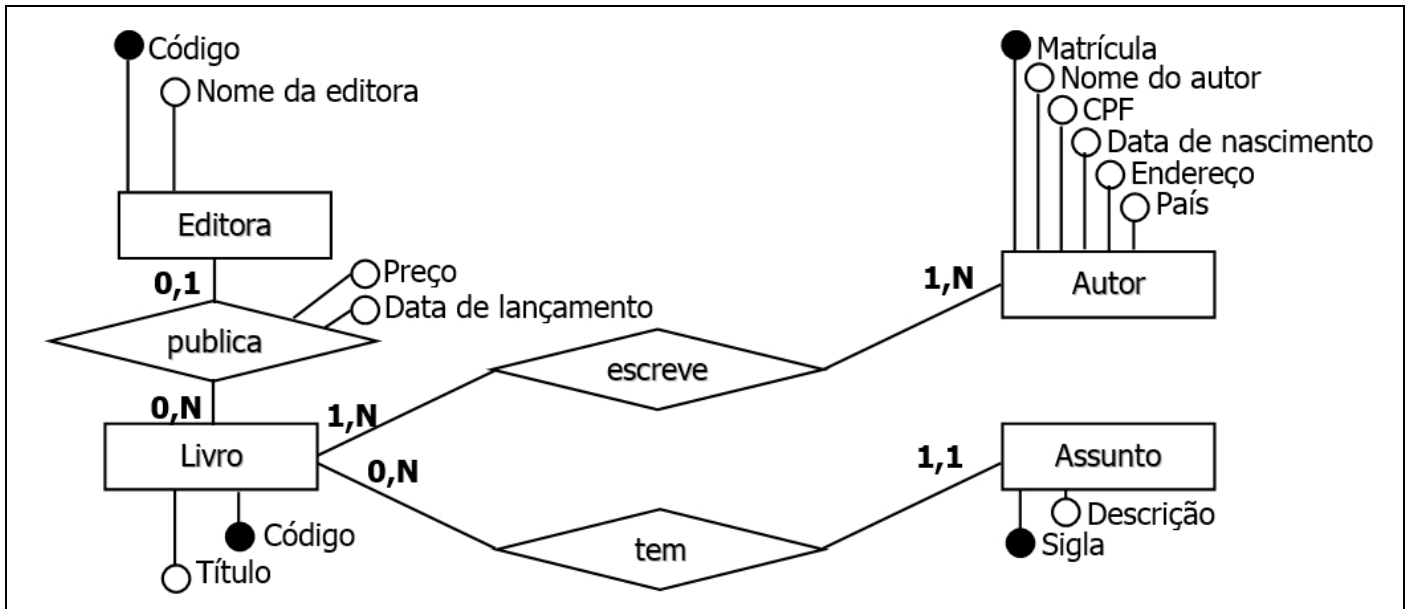 Código
Nome da editora
Editora
0,1
Preço
Data de lançamento
publica
0,N
Livro
Código
Título
1,N
escreve
1,N
Matrícula
Nome do autor
CPF
Data de nascimento
Endereço
País
Autor
0,N
tem
1,1
Assunto
Descrição
Sigla